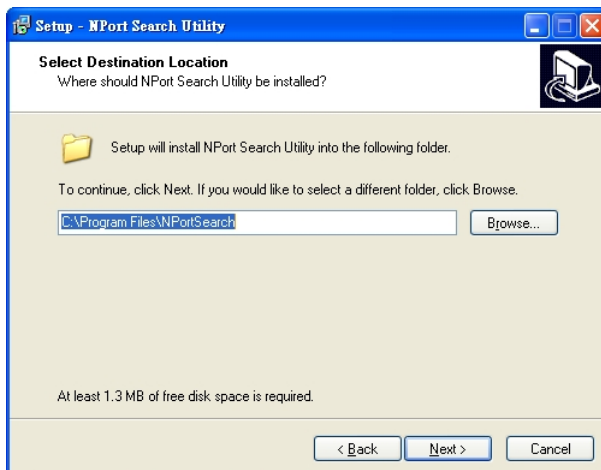 Setup - NPort Search Utility
Select Destination Location
Where should NPort Search Utility be installed?
Setup will install NPort Search Utility into the following folder.
To continue, click Next. If you would like to select a different folder, click Browse.
C:\Program Files\NPortSearch
Browse...
At least 1.3 MB of free disk space is required.
< Back
Next >
Cancel